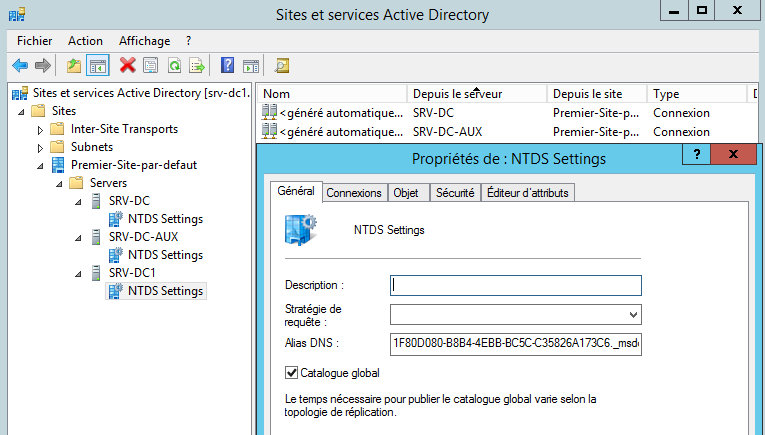 Sites et services Active Directory
Fichier Action Affichage ?
Sites et services Active Directory [srv-dc1.
Sites
Inter-Site Transports
Subnets
Premier-Site-par-defaut
Servers
SRV-DC
NTDS Settings
SRV-DC-AUX
NTDS Settings
SRV-DC1
NTDS Settings
Nom Depuis le serveur Depuis le site Type
<généré automatique... SRV-DC Premier-Site-p... Connexion
<généré automatique... SRV-DC-AUX Premier-Site-p... Connexion
Propriétés de : NTDS Settings
? x
Général Connexions Objet Sécurité Éditeur d'attributs
NTDS Settings
Description :
Stratégie de
requête :
Alias DNS : 1F80D080-B8B4-4EBB-BC5C-C35826A173C6._msd
Catalogue global
Le temps nécessaire pour publier le catalogue global varie selon la
topologie de réplication.